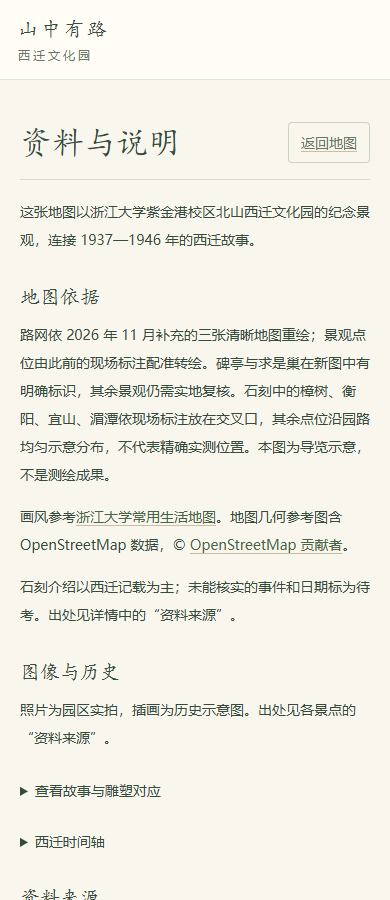 山中有路
西迁文化园
资料与说明
返回地图
这张地图以浙江大学紫金港校区北山西迁文化园的纪念景
观，连接 1937—1946 年的西迁故事。
地图依据
路网依 2026 年 11 月补充的三张清晰地图重绘；景观点
位由此前的现场标注配准转绘。碑亭与求是巢在新图中有
明确标识，其余景观仍需实地复核。石刻中的樟树、衡
阳、宜山、湄潭依现场标注放在交叉口，其余点位沿园路
均匀示意分布，不代表精确实测位置。本图为导览示意，
不是测绘成果。
画风参考浙江大学常用生活地图。地图几何参考图含
OpenStreetMap 数据，© OpenStreetMap 贡献者。
石刻介绍以西迁记载为主；未能核实的事件和日期标为待
考。出处见详情中的“资料来源”。
图像与历史
照片为园区实拍，插画为历史示意图。出处见各景点的
“资料来源”。
▶ 查看故事与雕塑对应
▶ 西迁时间轴
资料来源